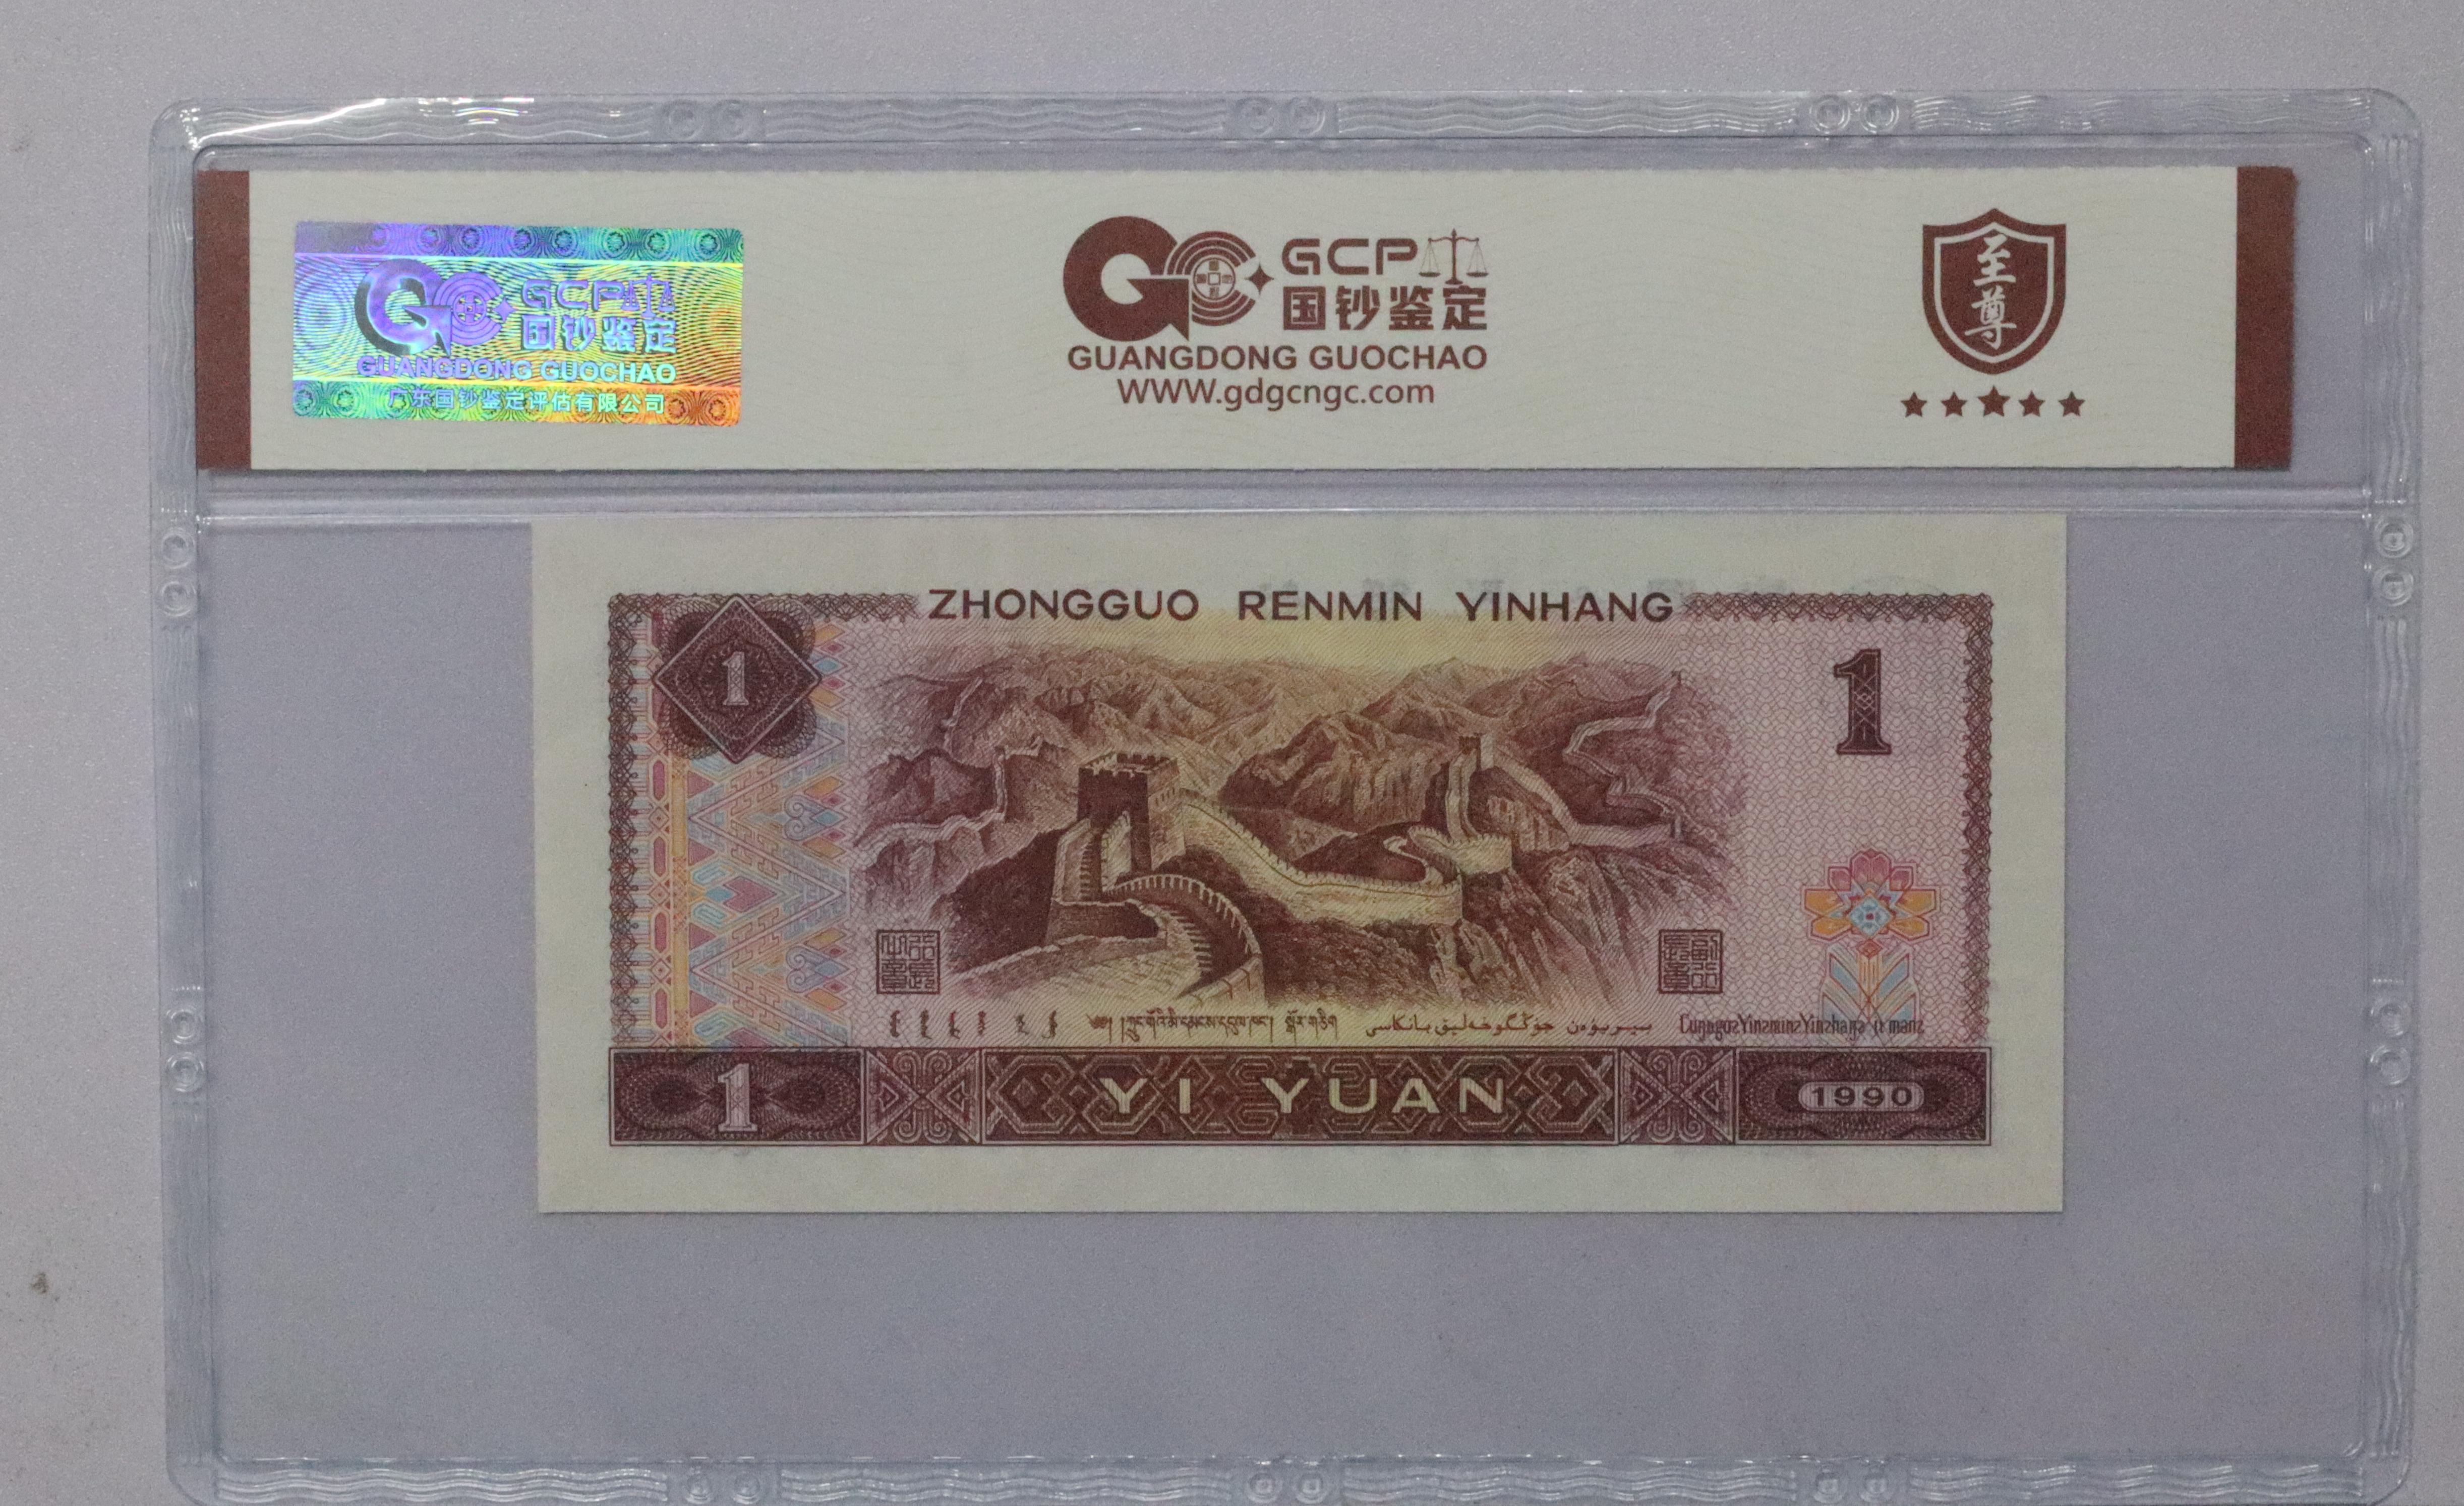 GCP
国钞鉴定
GUANGDONG GUOCHAO
广东国钞鉴定评估有限公司
GCP
国钞鉴定
GUANGDONG GUOCHAO
WWW.gdgcngc.com
至尊
ZHONGGUO RENMIN YINHANG
1
1
1
YI YUAN
1990